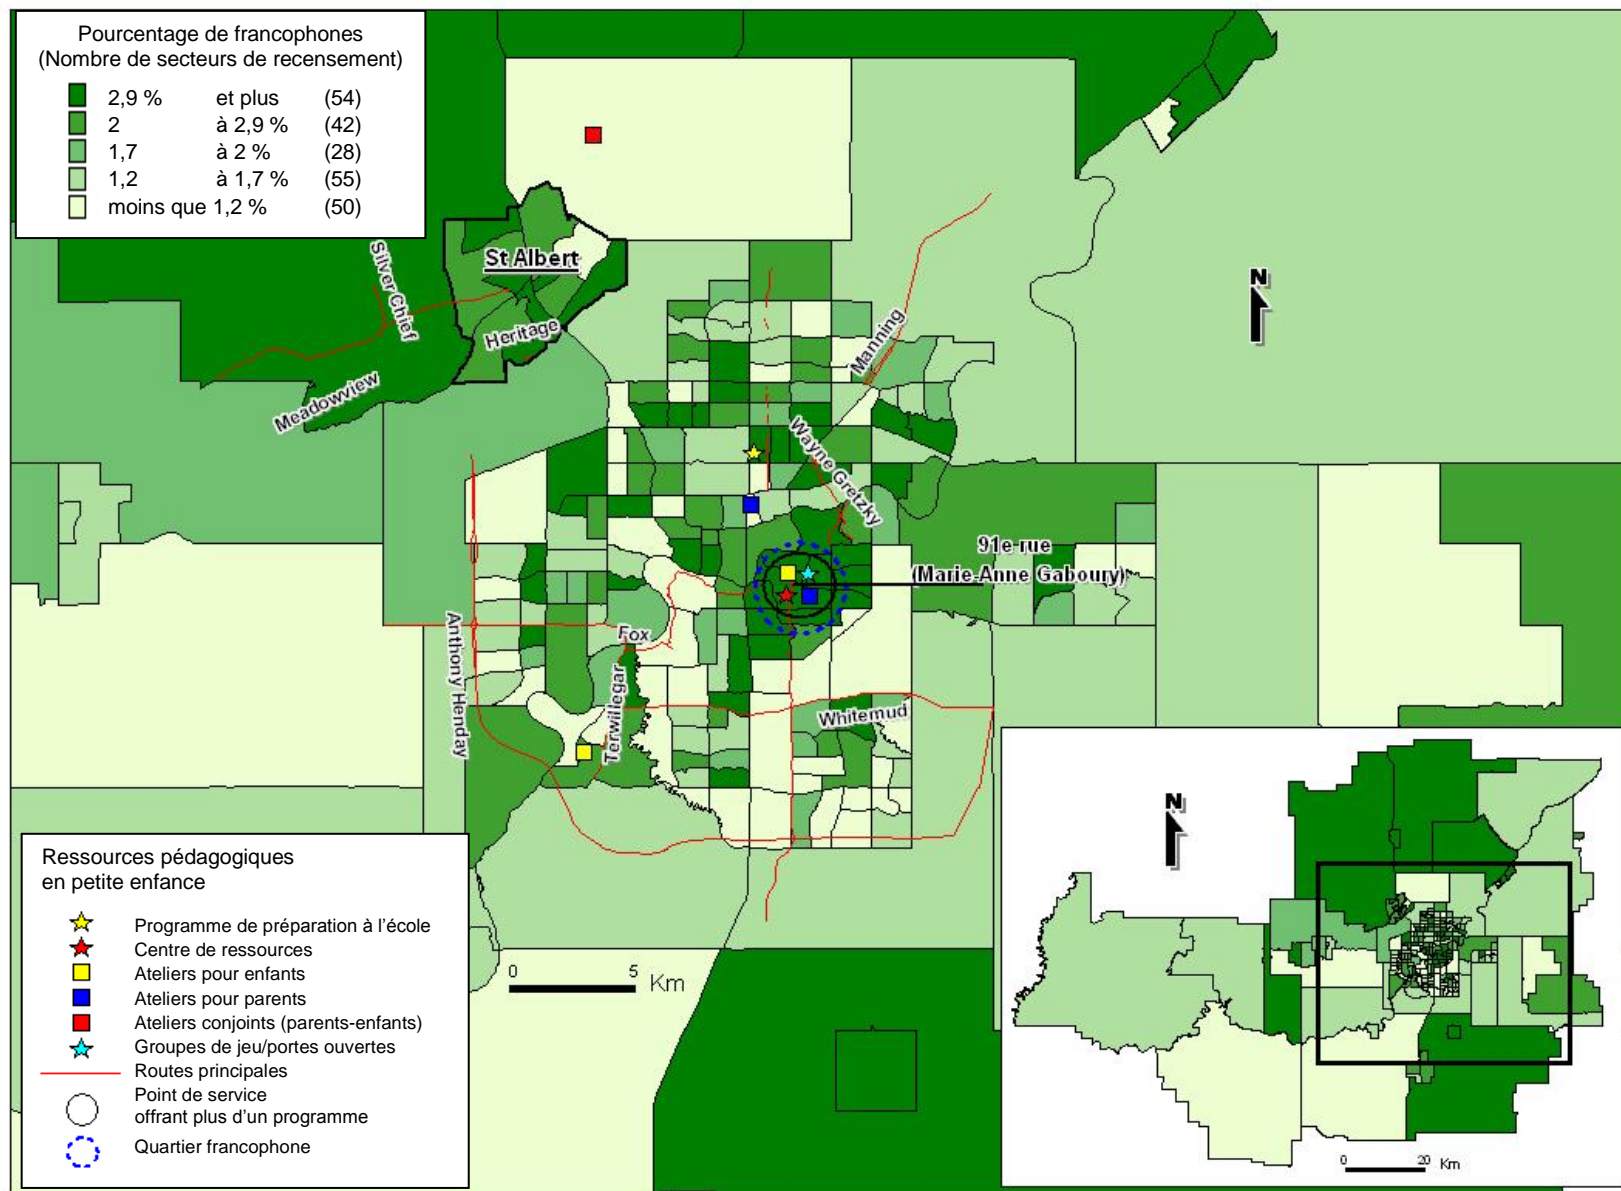 Pourcentage de francophones
(Nombre de secteurs de recensement)
2,9 % et plus (54)
2 à 2,9 % (42)
1,7 à 2 % (28)
1,2 à 1,7 % (55)
moins que 1,2 % (50)
St Albert
Silver Chief
Heritage
Meadowview
Manning
Wayne Gretzky
N
91e rue
(Marie-Anne Gaboury)
Fox
Anthony Henday
Terwillegar
Whitemud
0 5 Km
Ressources pédagogiques
en petite enfance
Programme de préparation à l'école
Centre de ressources
Ateliers pour enfants
Ateliers pour parents
Ateliers conjoints (parents-enfants)
Groupes de jeu/portes ouvertes
Routes principales
Point de service
offrant plus d'un programme
Quartier francophone
N
0 20 Km